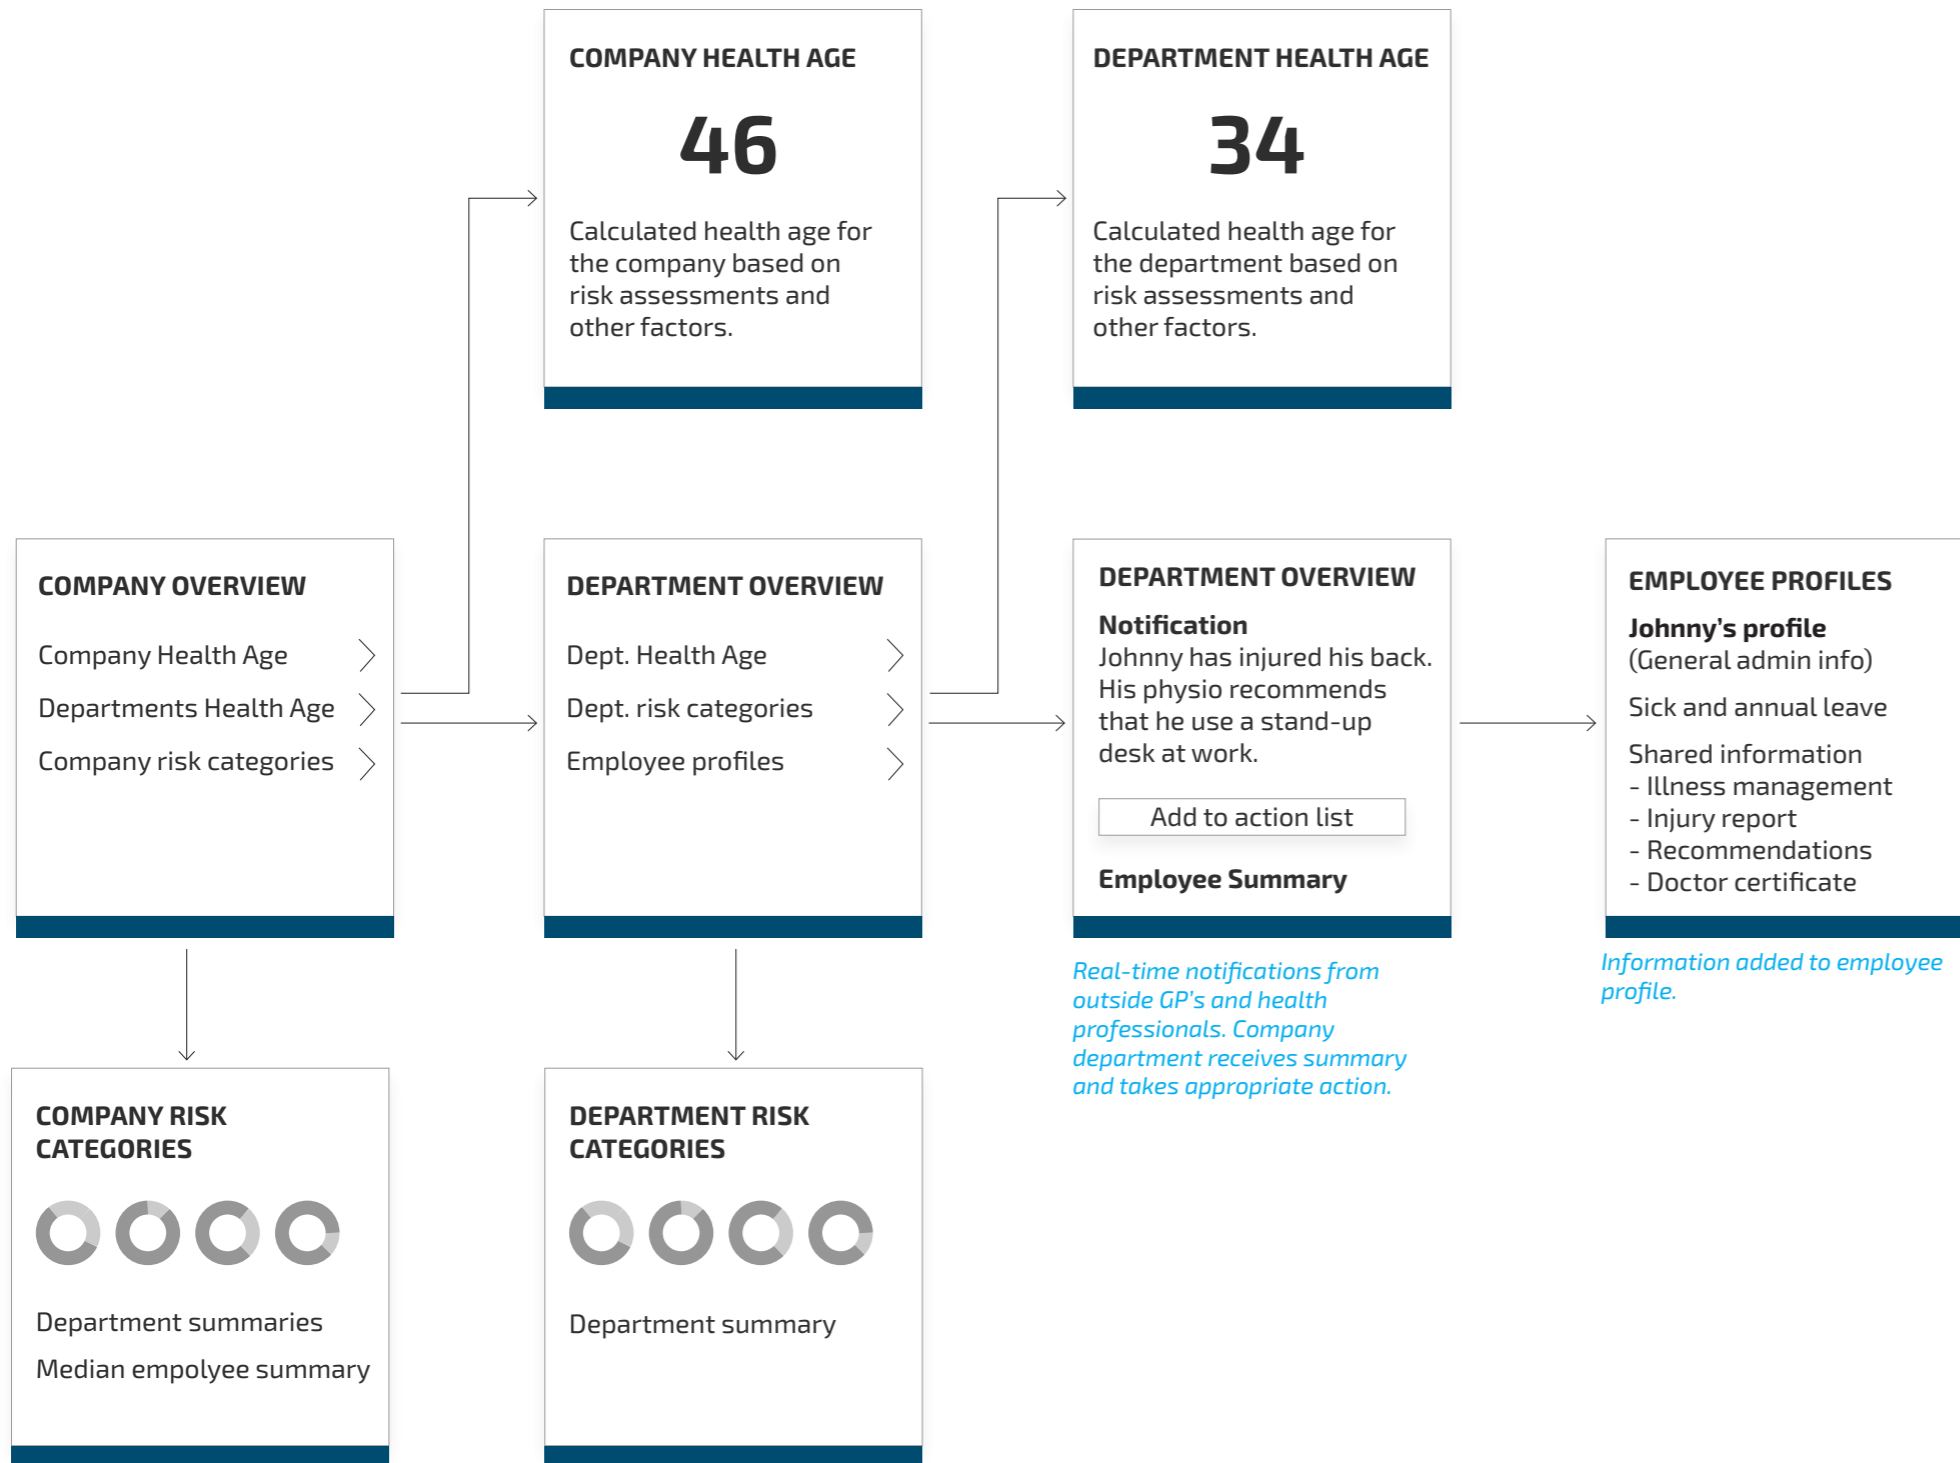 COMPANY HEALTH AGE
46
Calculated health age for
the company based on
risk assessments and
other factors.
DEPARTMENT HEALTH AGE
34
Calculated health age for
the department based on
risk assessments and
other factors.
COMPANY OVERVIEW
Company Health Age
Departments Health Age
Company risk categories
DEPARTMENT OVERVIEW
Dept. Health Age
Dept. risk categories
Employee profiles
DEPARTMENT OVERVIEW
Notification
Johnny has injured his back.
His physio recommends
that he use a stand-up
desk at work.
Add to action list
Employee Summary
Real-time notifications from
outside GP's and health
professionals. Company
department receives summary
and takes appropriate action.
EMPLOYEE PROFILES
Johnny’s profile
(General admin info)
Sick and annual leave
Shared information
- Illness management
- Injury report
- Recommendations
- Doctor certificate
Information added to employee
profile.
COMPANY RISK
CATEGORIES
Department summaries
Median empolyee summary
DEPARTMENT RISK
CATEGORIES
Department summary